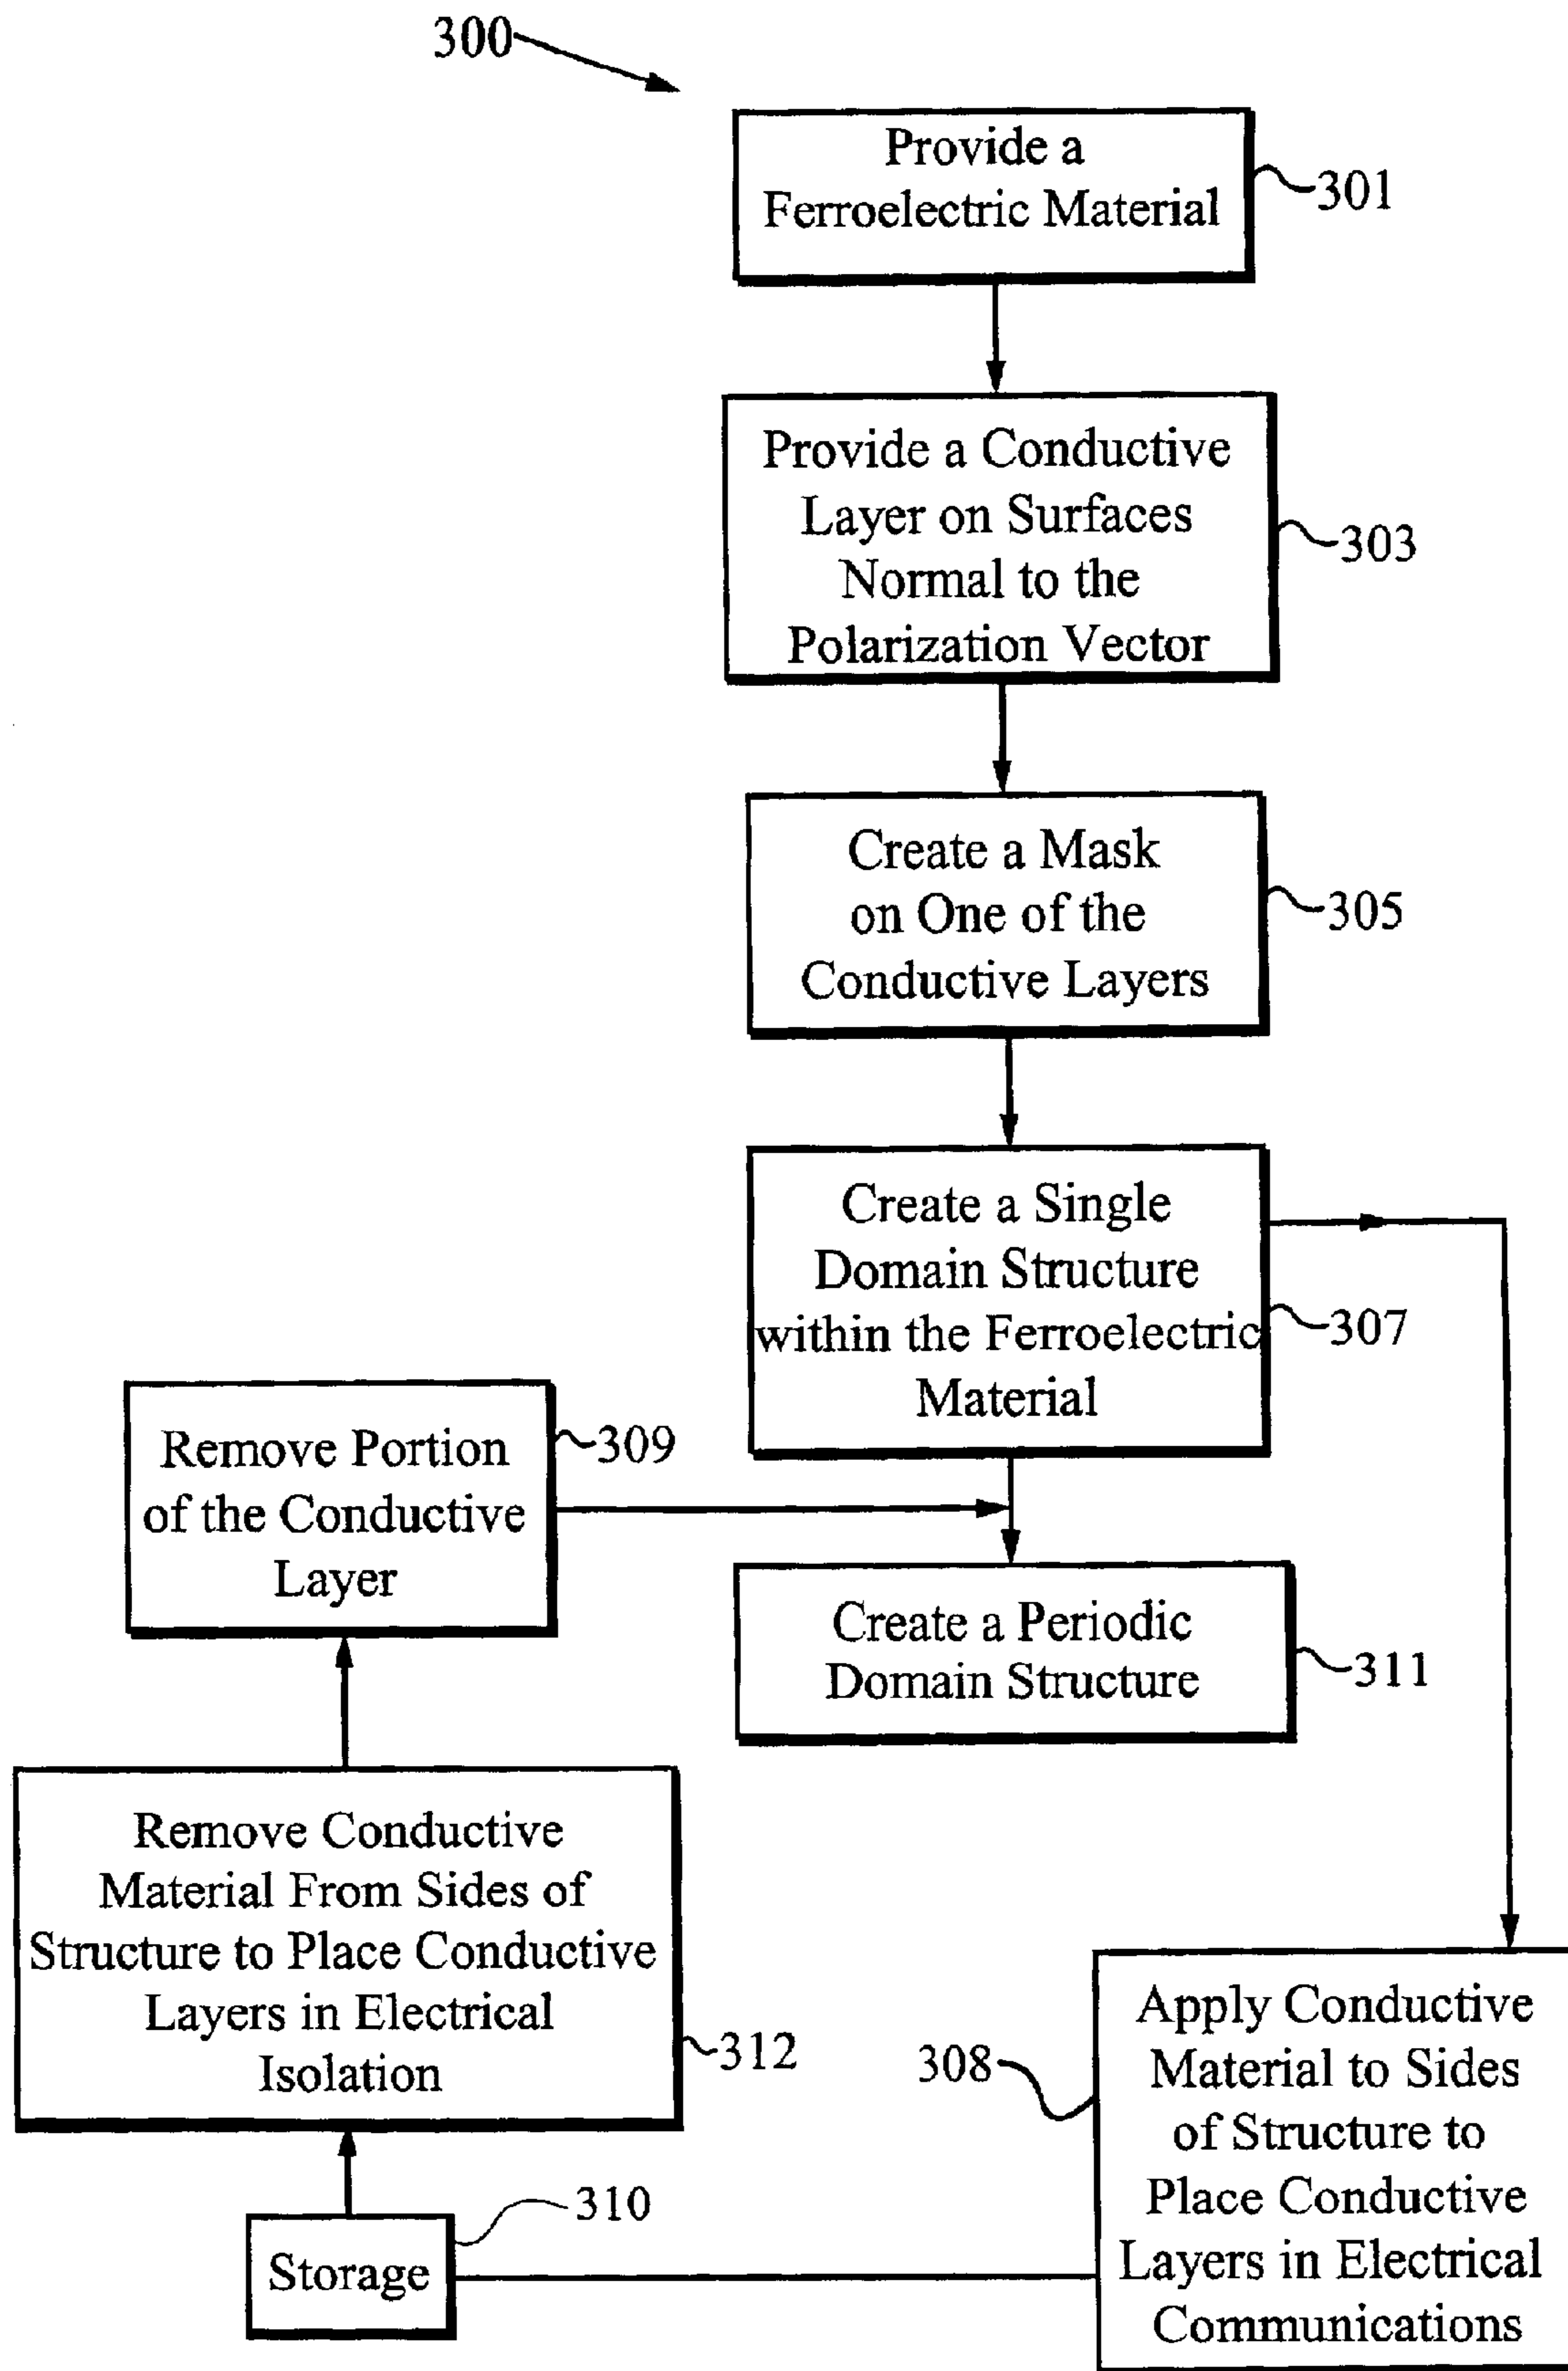 300
Provide a
Ferroelectric Material
301
Provide a Conductive
Layer on Surfaces
Normal to the
Polarization Vector
303
Create a Mask
on One of the
Conductive Layers
305
Create a Single
Domain Structure
within the Ferroelectric
Material
307
Remove Portion
of the Conductive
Layer
309
Create a Periodic
Domain Structure
311
Remove Conductive
Material From Sides of
Structure to Place Conductive
Layers in Electrical
Isolation
312
308
Apply Conductive
Material to Sides
of Structure to
Place Conductive
Layers in Electrical
Communications
310
Storage